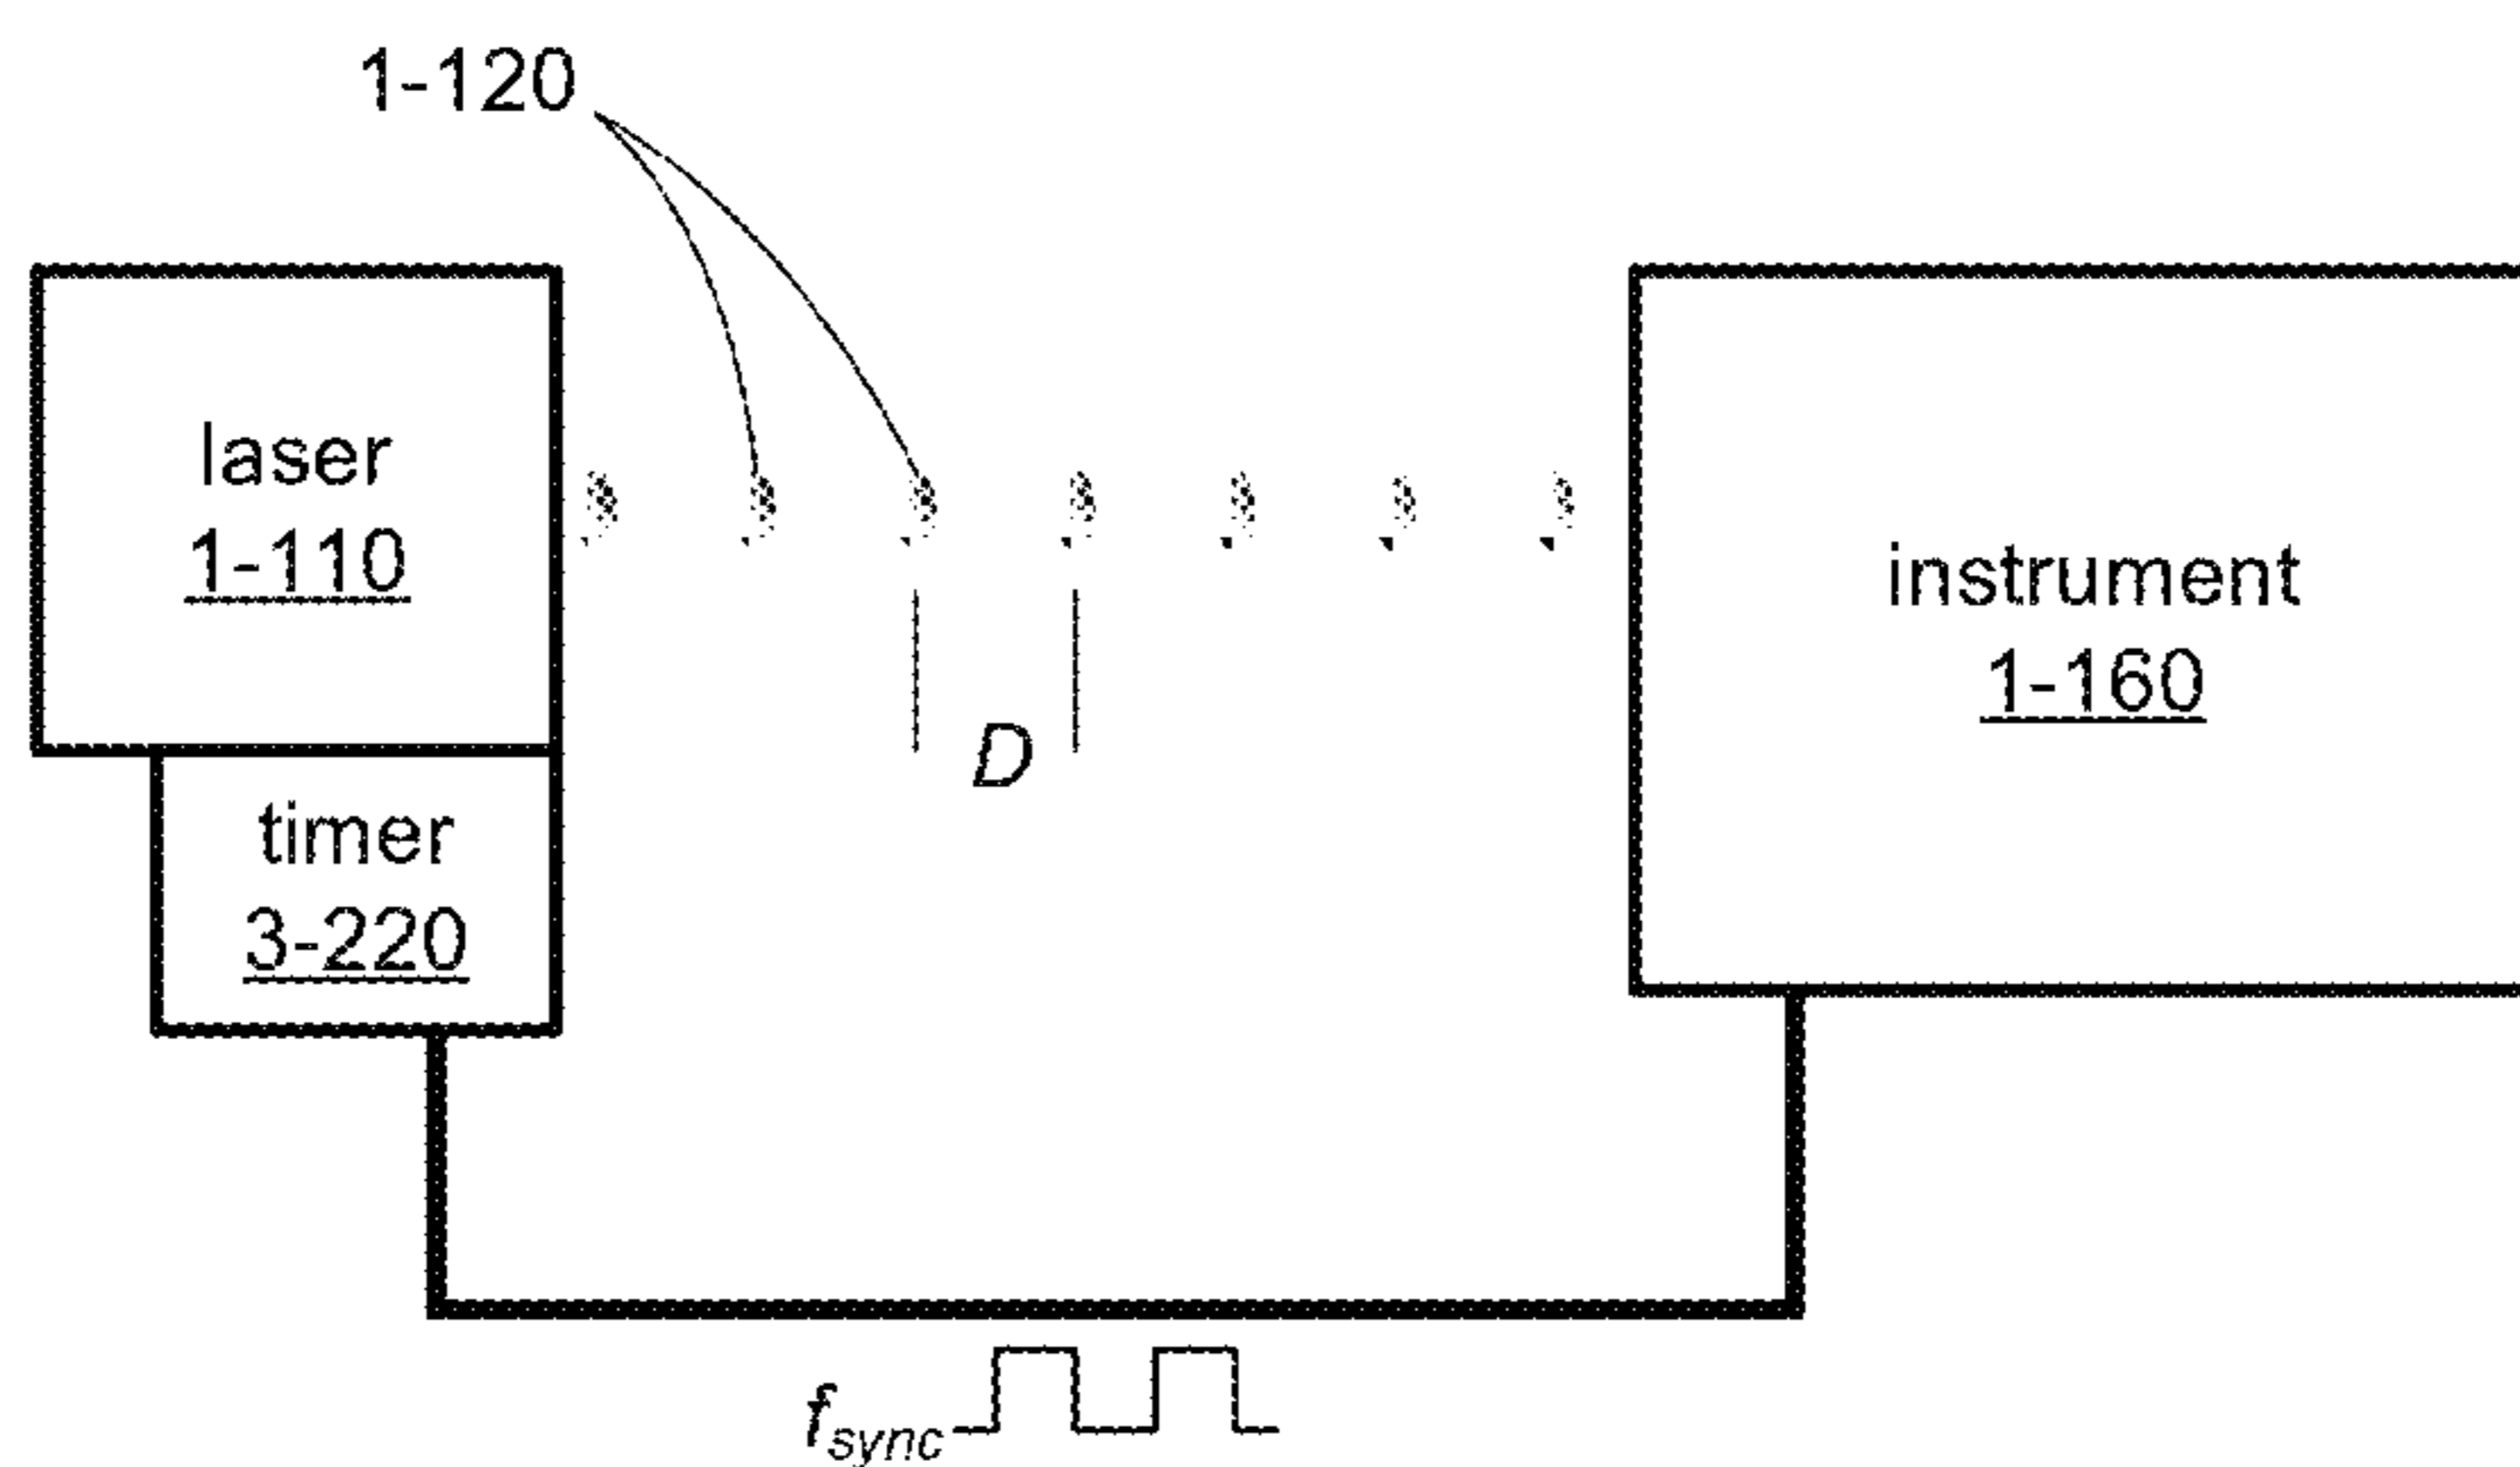 1-120
laser
1-110
instrument
1-160
D
timer
3-220
fsync